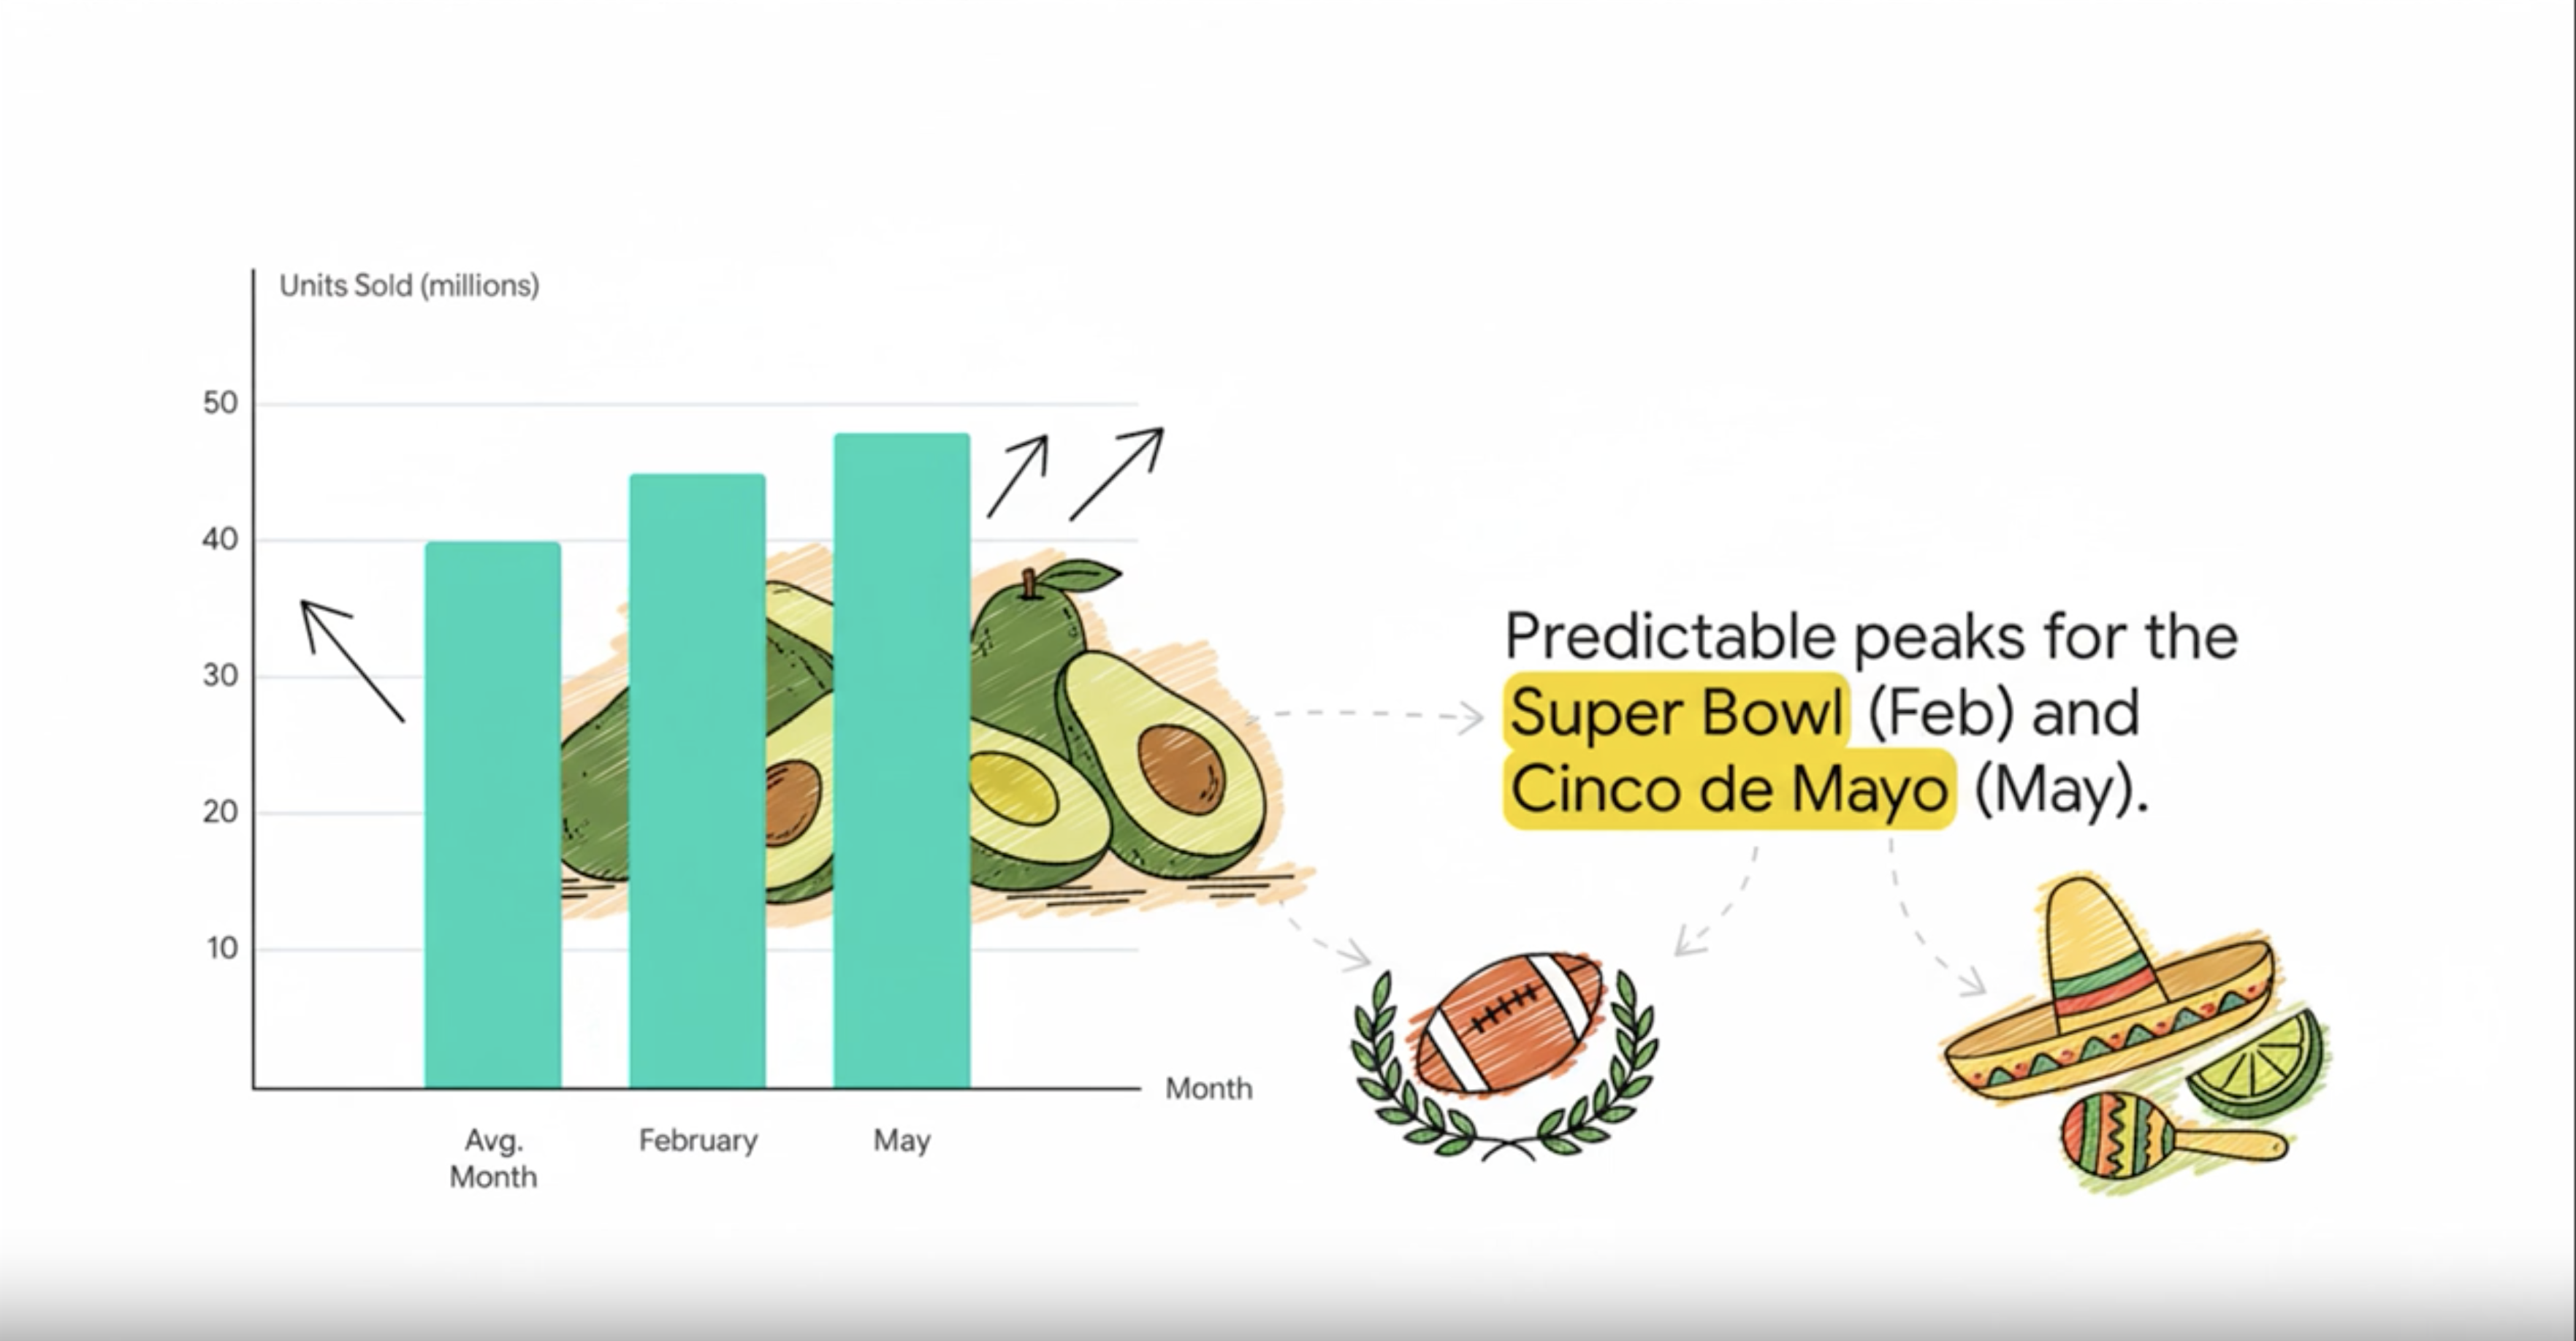 Units Sold (millions)
50
40
30
20
10
Avg.
Month
February
May
Month
Predictable peaks for the
Super Bowl (Feb) and
Cinco de Mayo (May).